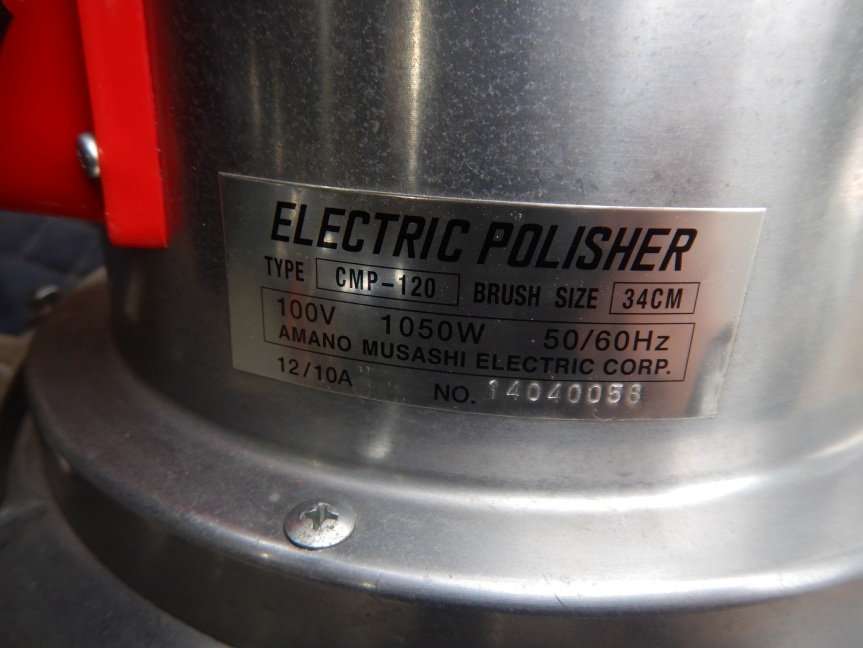 ELECTRIC POLISHER
TYPE CMP-120 BRUSH SIZE 34CM
100V 1050W 50/60Hz
AMANO MUSASHI ELECTRIC CORP.
12/10A NO. 14040056